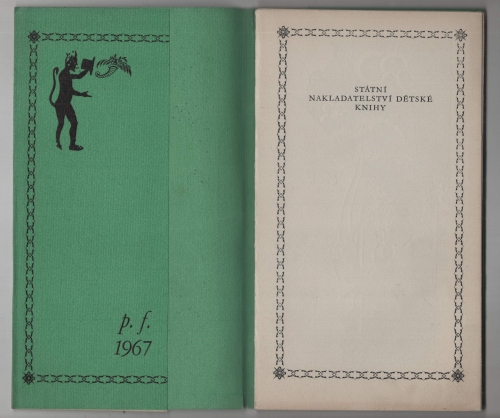 p. f.
1967
STÁTNÍ
NAKLADATELSTVÍ DĚTSKÉ
KNIHY